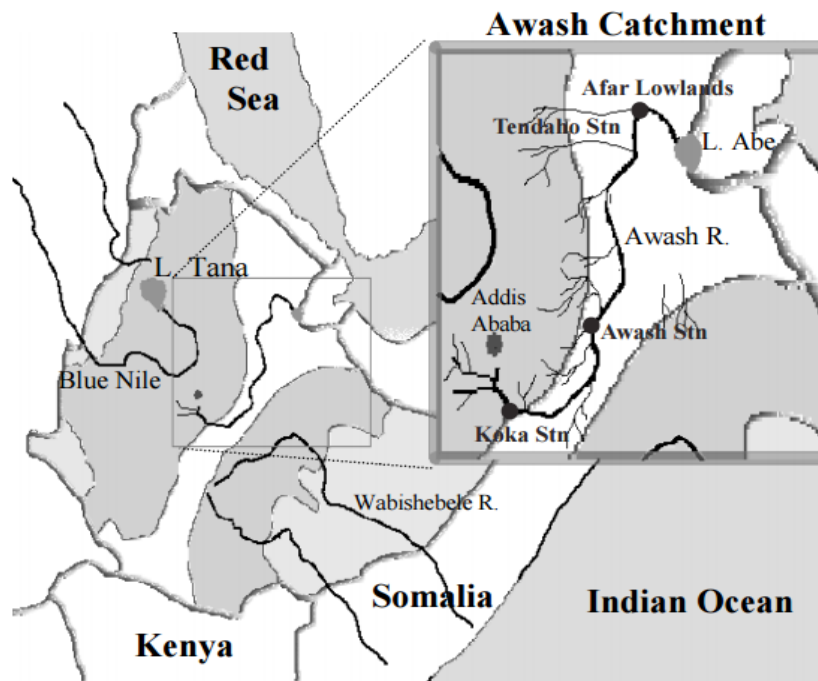 Awash Catchment
Red
Sea
Afar Lowlands
Tendaho Stn
L. Abe
Awash R.
L. Tana
Addis
Ababa
Awash Stn
Blue Nile
Koka Stn
Wabishebele R.
Somalia
Indian Ocean
Kenya